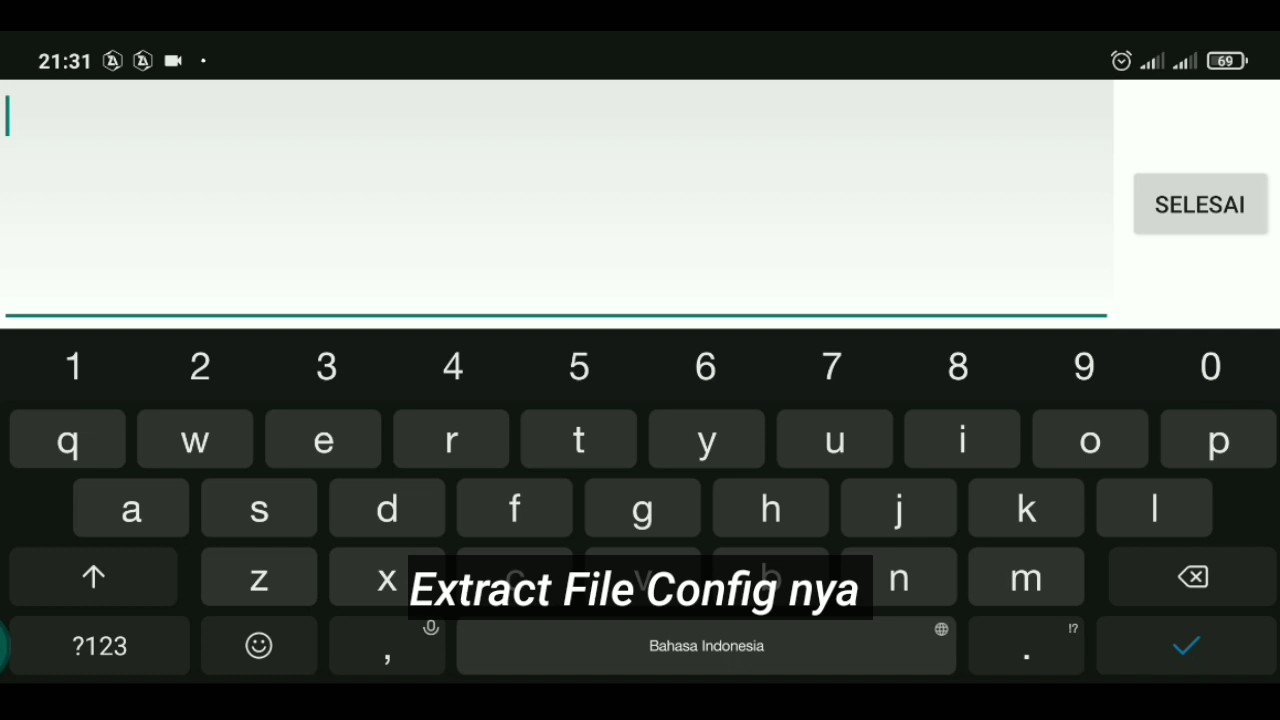 21:31
69
SELESAI
1 2 3 4 5 6 7 8 9 0
q w e r t y u i o p
a s d f g h j k l
z x c v b n m
Extract File Config nya
?123 , Bahasa Indonesia . !?